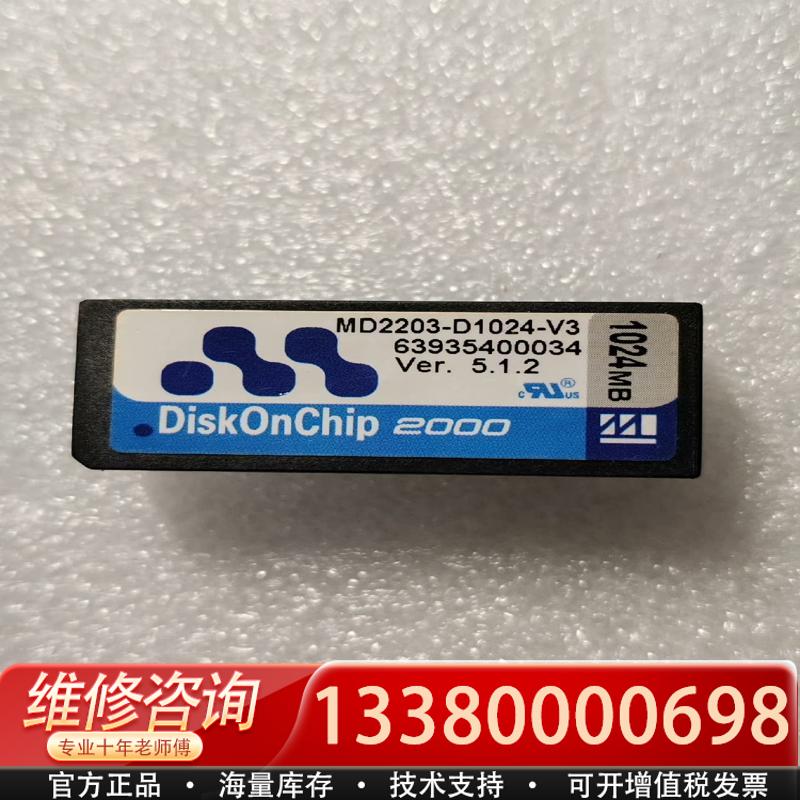 MD2203-D1024-V3
63935400034
Ver. 5.1.2
c RU ® US
1024MB
DiskOnChip 2000
维修咨询
专业十年老师傅
13380000698
官方正品 • 海量库存 • 技术支持 • 可开增值税发票